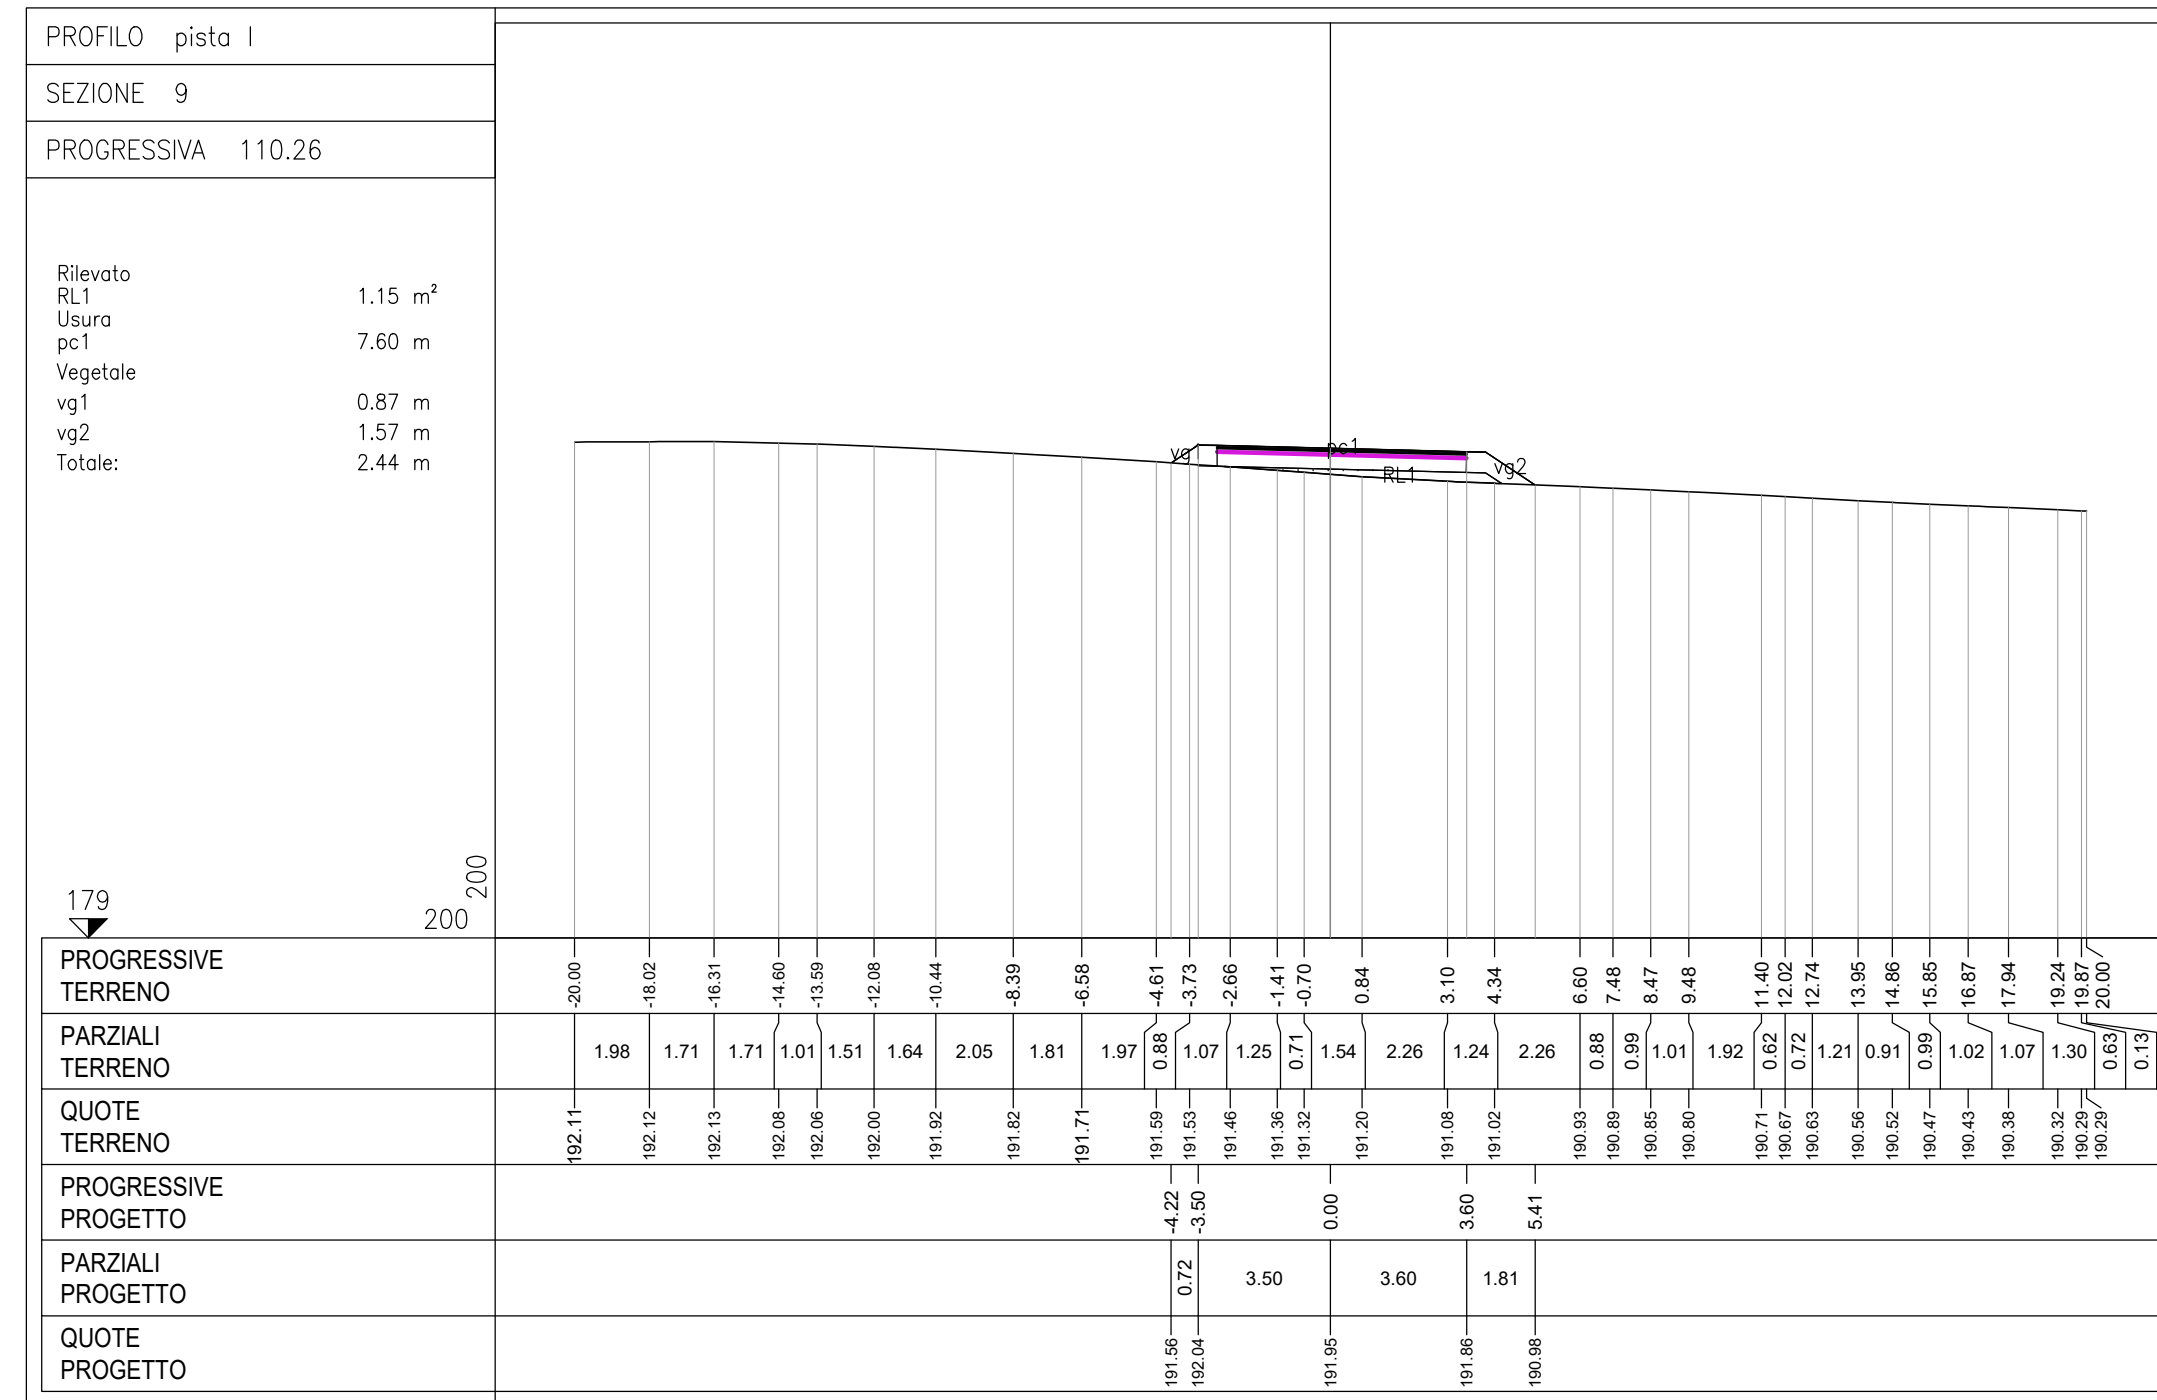 PROFILO pista I
SEZIONE 9
PROGRESSIVA 110.26
Rilevato
RL1 1.15 m²
Usura
pc1 7.60 m
Vegetale
vg1 0.87 m
vg2 1.57 m
Totale: 2.44 m
vg pc1
RL1 vg2
200
179
200
PROGRESSIVE
TERRENO
-20.00 -18.02 -16.31 -14.60 -13.59 -12.08 -10.44 -8.39 -6.58 -4.61 -3.73 -2.66 -1.41 -0.70 0.84 3.10 4.34 6.60 7.48 8.47 9.48 11.40 12.02 12.74 13.95 14.86 15.85 16.87 17.94 19.24 19.87 20.00
PARZIALI
TERRENO
1.98 1.71 1.71 1.01 1.51 1.64 2.05 1.81 1.97 0.88 1.07 1.25 0.71 1.54 2.26 1.24 2.26 0.88 0.99 1.01 1.92 0.62 0.72 1.21 0.91 0.99 1.02 1.07 1.30 0.63 0.13
QUOTE
TERRENO
192.11 192.12 192.13 192.08 192.06 192.00 191.92 191.82 191.71 191.59 191.53 191.46 191.36 191.32 191.20 191.08 191.02 190.93 190.89 190.85 190.80 190.71 190.67 190.63 190.56 190.52 190.47 190.43 190.38 190.32 190.29 190.29
PROGRESSIVE
PROGETTO
-4.22 -3.50 0.00 3.60 5.41
PARZIALI
PROGETTO
0.72 3.50 3.60 1.81
QUOTE
PROGETTO
191.56 192.04 191.95 191.86 190.98